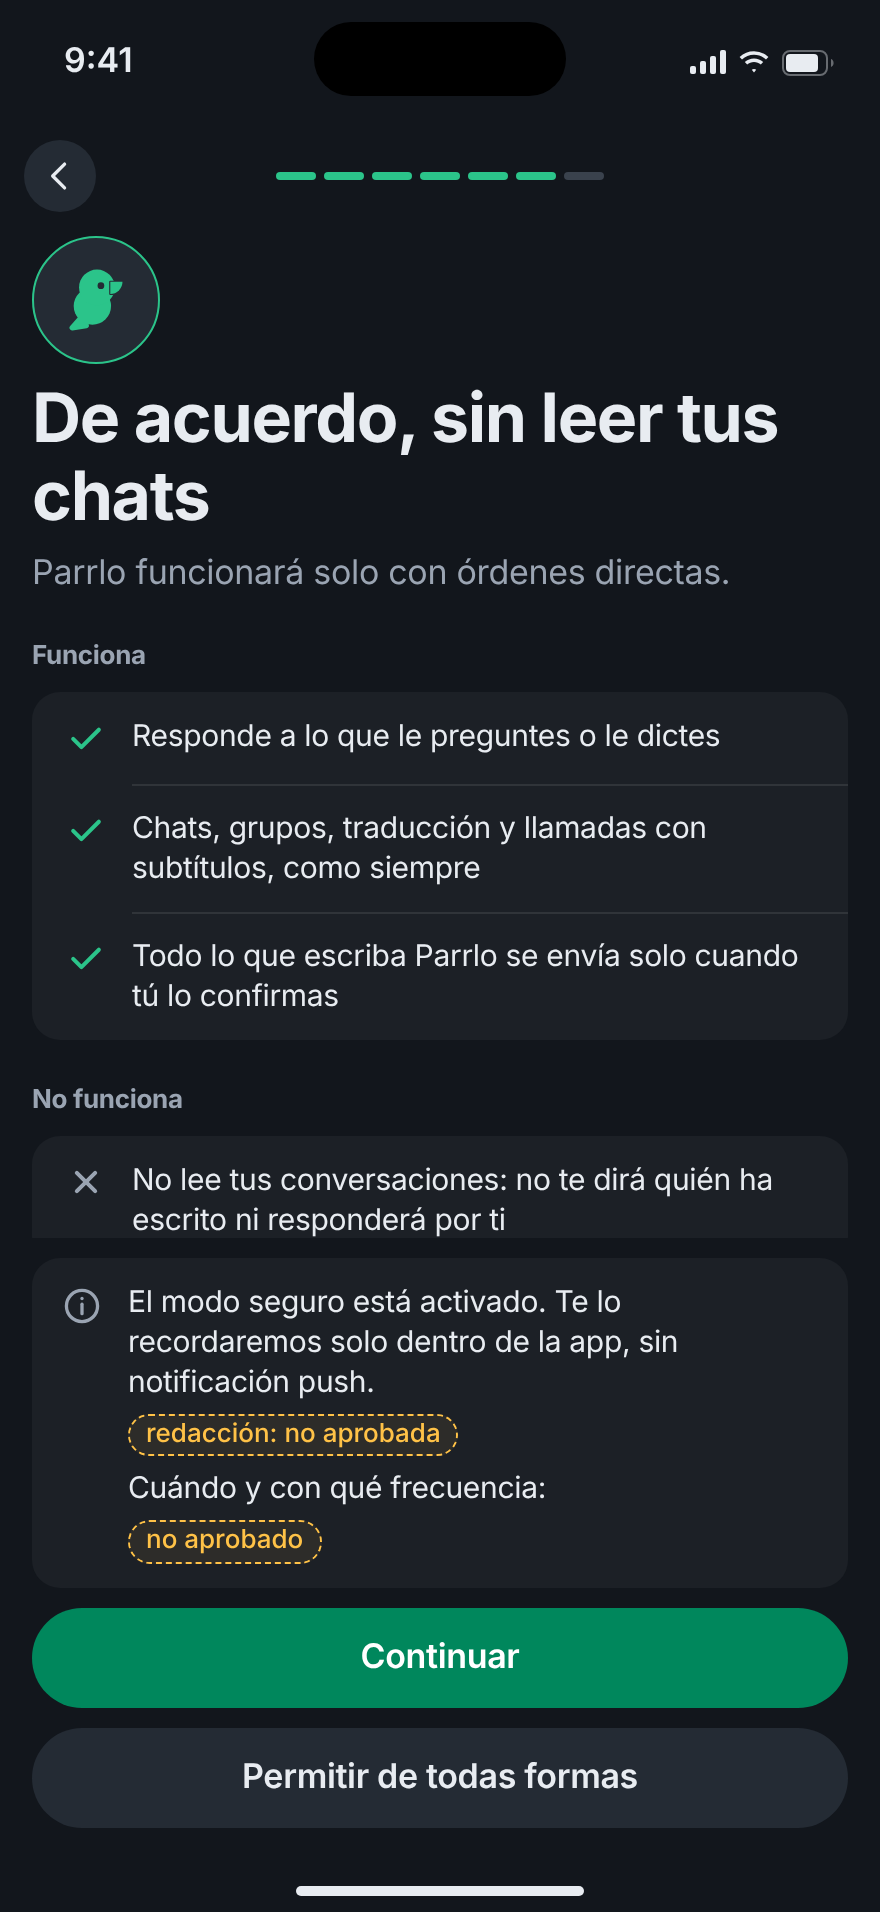 9:41
De acuerdo, sin leer tus
chats
Parrlo funcionará solo con órdenes directas.
Funciona
Responde a lo que le preguntes o le dictes
Chats, grupos, traducción y llamadas con
subtítulos, como siempre
Todo lo que escriba Parrlo se envía solo cuando
tú lo confirmas
No funciona
No lee tus conversaciones: no te dirá quién ha
escrito ni responderá por ti
El modo seguro está activado. Te lo
recordaremos solo dentro de la app, sin
notificación push.
redacción: no aprobada
Cuándo y con qué frecuencia:
no aprobado
Continuar
Permitir de todas formas